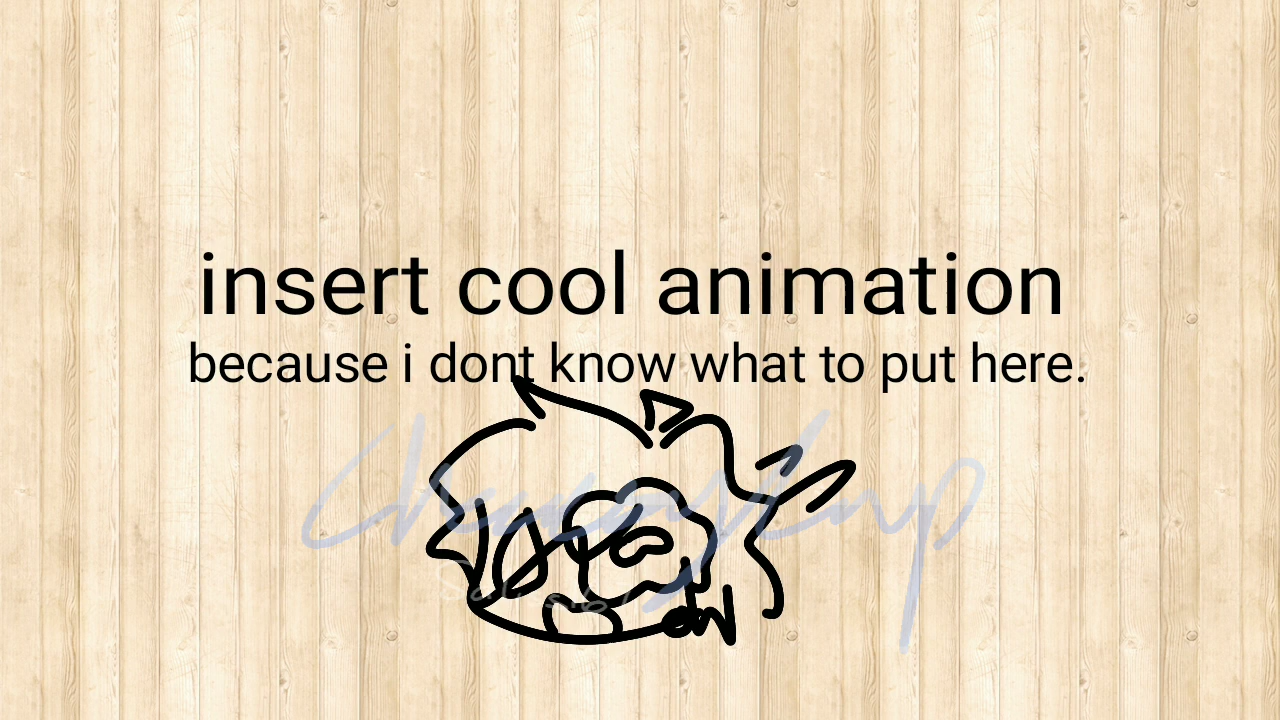 insert cool animation
because i dont know what to put here.